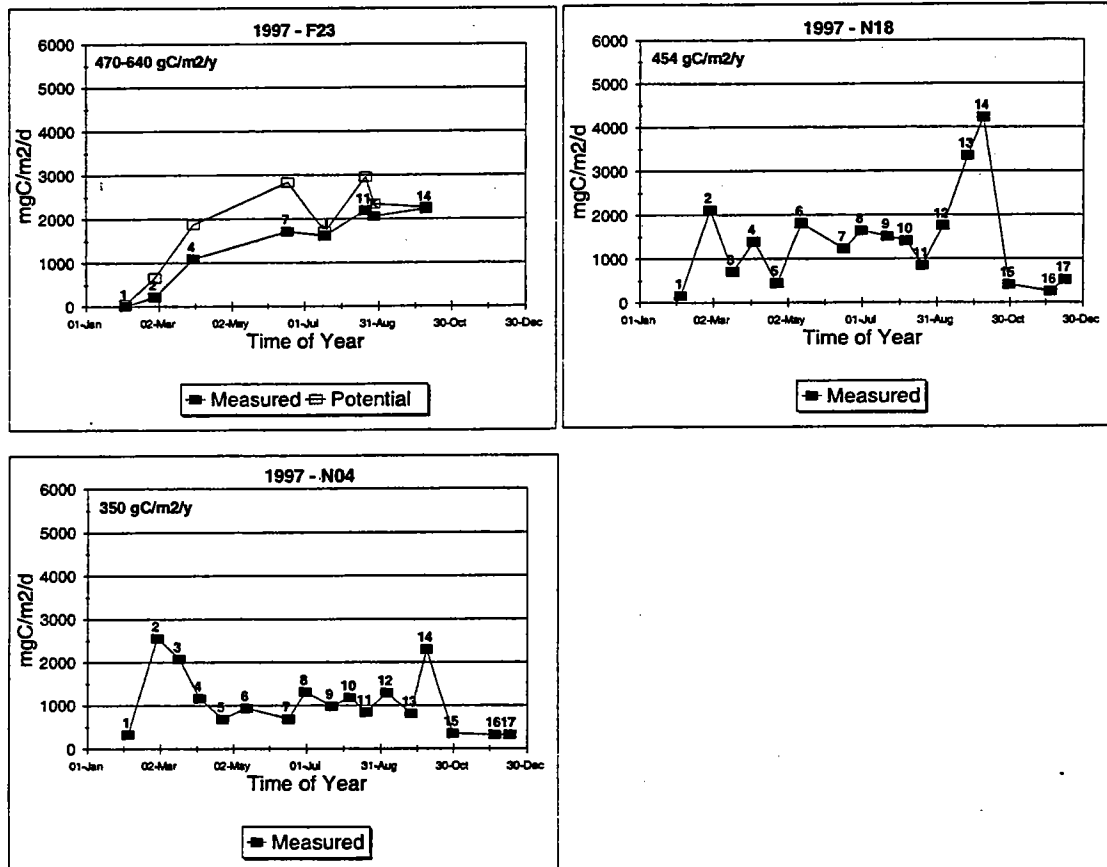 1997 - F23
470-640 gC/m2/y
mgC/m2/d
6000
5000
4000
3000
2000
1000
0
1
2
4
7
11
14
01-Jan
02-Mar
02-May
01-Jul
31-Aug
30-Oct
30-Dec
Time of Year
Measured
Potential
1997 - N18
454 gC/m2/y
6000
5000
4000
3000
2000
1000
0
1
2
3
4
5
6
7
8
9
10
11
12
13
14
15
16
17
01-Jan
02-Mar
02-May
01-Jul
31-Aug
30-Oct
30-Dec
Time of Year
Measured
1997 - N04
350 gC/m2/y
mgC/m2/d
6000
5000
4000
3000
2000
1000
0
1
2
3
4
5
6
7
8
9
10
11
12
13
14
15
1617
01-Jan
02-Mar
02-May
01-Jul
31-Aug
30-Oct
30-Dec
Time of Year
Measured